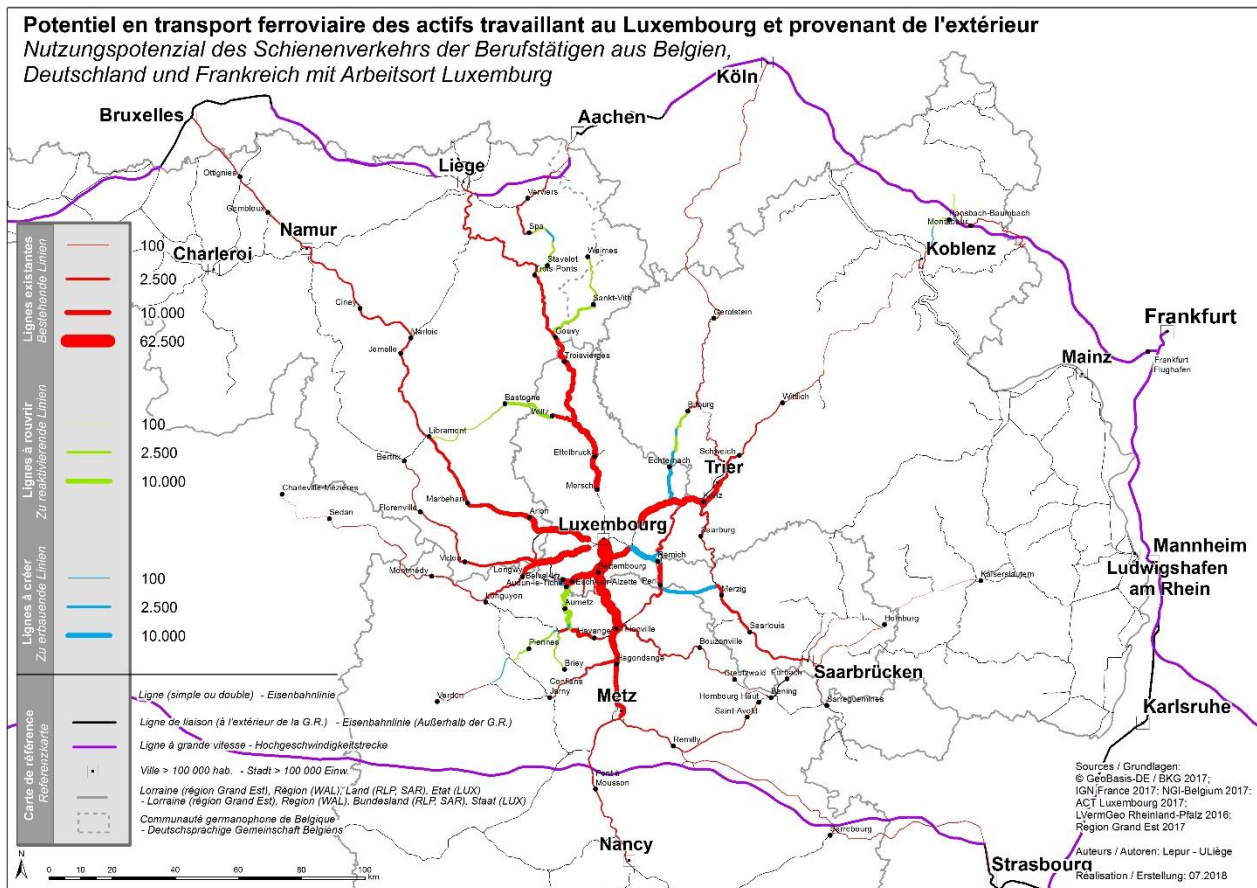 Potentiel en transport ferroviaire des actifs travaillant au Luxembourg et provenant de l'extérieur
Nutzungspotenzial des Schienenverkehrs der Berufstätigen aus Belgien,
Deutschland und Frankreich mit Arbeitsort Luxemburg
Köln
Bruxelles
Aachen
Liège
Ottignies
Verviers
Gembloux
Ransbach-Baumbach
Montabaur
Spa
Namur
Koblenz
Charleroi
Waimes
Stavelot
Trois-Ponts
Sankt-Vith
Ciney
Gerolstein
Frankfurt
Marloie
Gouvy
Jemelle
Troisvierges
Mainz
Frankfurt
Flughafen
Bastogne
Wiltz
Bitburg
Wittlich
Libramont
Bertrix
Ettelbruck
Echternach
Schweich
Trier
Mersch
Konz
Charleville-Mézières
Marbehan
Sedan
Florenville
Arlon
Luxembourg
Saarburg
Mannheim
Ludwigshafen
am Rhein
Virton
Remich
Longwy
Bettembourg
Montmédy
Belval-Uni
Audun-le-Tiche
Esch-sur-Alzette
Perl
Kaiserslautern
Merzig
Longuyon
Aumetz
Homburg
Hayange
Thionville
Saarlouis
Piennes
Bouzonville
Briey
Hagondange
Saarbrücken
Conflans
Jarny
Creutzwald
Forbach
Verdun
Metz
Hombourg Haut
Béning
Sarreguemines
Saint-Avold
Karlsruhe
Remilly
Pont-à
Mousson
Sarrebourg
Nancy
Strasbourg
Lignes existantes
Bestehende Linien
100
2.500
10.000
62.500
Lignes à rouvrir
Zu reaktivierende Linien
100
2.500
10.000
Lignes à créer
Zu erbauende Linien
100
2.500
10.000
Carte de référence
Referenzkarte
Ligne (simple ou double) - Eisenbahnlinie
Ligne de liaison (à l'extérieur de la G.R.) - Eisenbahnlinie (Außerhalb der G.R.)
Ligne à grande vitesse - Hochgeschwindigkeitstrecke
Ville > 100 000 hab. - Stadt > 100 000 Einw.
Lorraine (région Grand Est), Région (WAL), Land (RLP, SAR), Etat (LUX)
- Lorraine (région Grand Est), Region (WAL), Bundesland (RLP, SAR), Staat (LUX)
Communauté germanophone de Belgique
- Deutschsprachige Gemeinschaft Belgiens
N
0 20 40 60 80 100
km
Sources / Grundlagen:
© GeoBasis-DE / BKG 2017;
IGN France 2017; NGI-Belgium 2017;
ACT Luxembourg 2017;
LVermGeo Rheinland-Pfalz 2016;
Région Grand Est 2017
Auteurs / Autoren: Lepur - ULiège
Réalisation / Erstellung: 07.2018